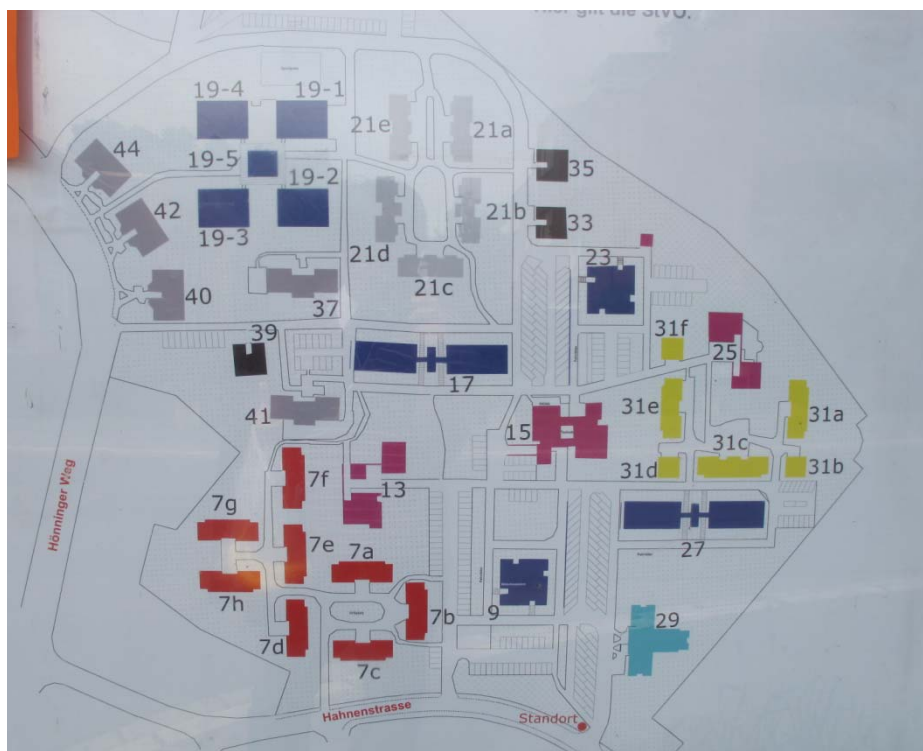 Hier gilt die StVO.
19-4
19-1
21e
21a
44
19-5
35
19-2
42
21b
33
19-3
21d
23
21c
40
37
31f
39
25
17
31e
31a
41
15
31c
7f
31d
31b
13
7g
7e
7a
27
9
7h
7b
29
7d
7c
Hönninger Weg
Hahnenstrasse
Standort